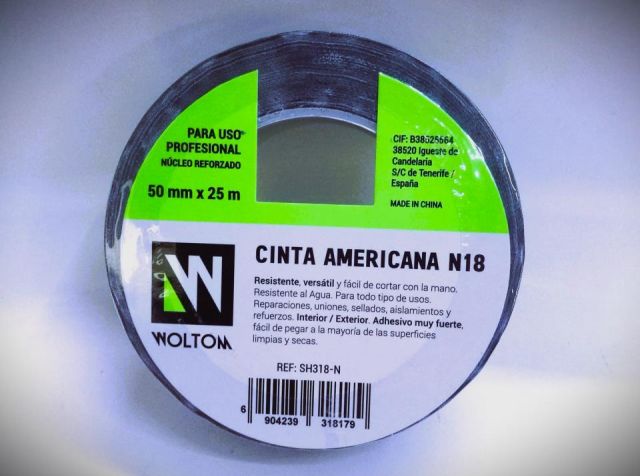 PARA USO
PROFESIONAL
NÚCLEO REFORZADO
50 mm x 25 m
CIF: B38528564
38520 Igueste de
Candelaria
S/C de Tenerife /
España
MADE IN CHINA
W
WOLTOM
CINTA AMERICANA N18
Resistente, versátil y fácil de cortar con la mano.
Resistente al Agua. Para todo tipo de usos.
Reparaciones, uniones, sellados, aislamientos y
refuerzos. Interior / Exterior. Adhesivo muy fuerte,
fácil de pegar a la mayoría de las superficies
limpias y secas.
REF: SH318-N
6 904239 318179